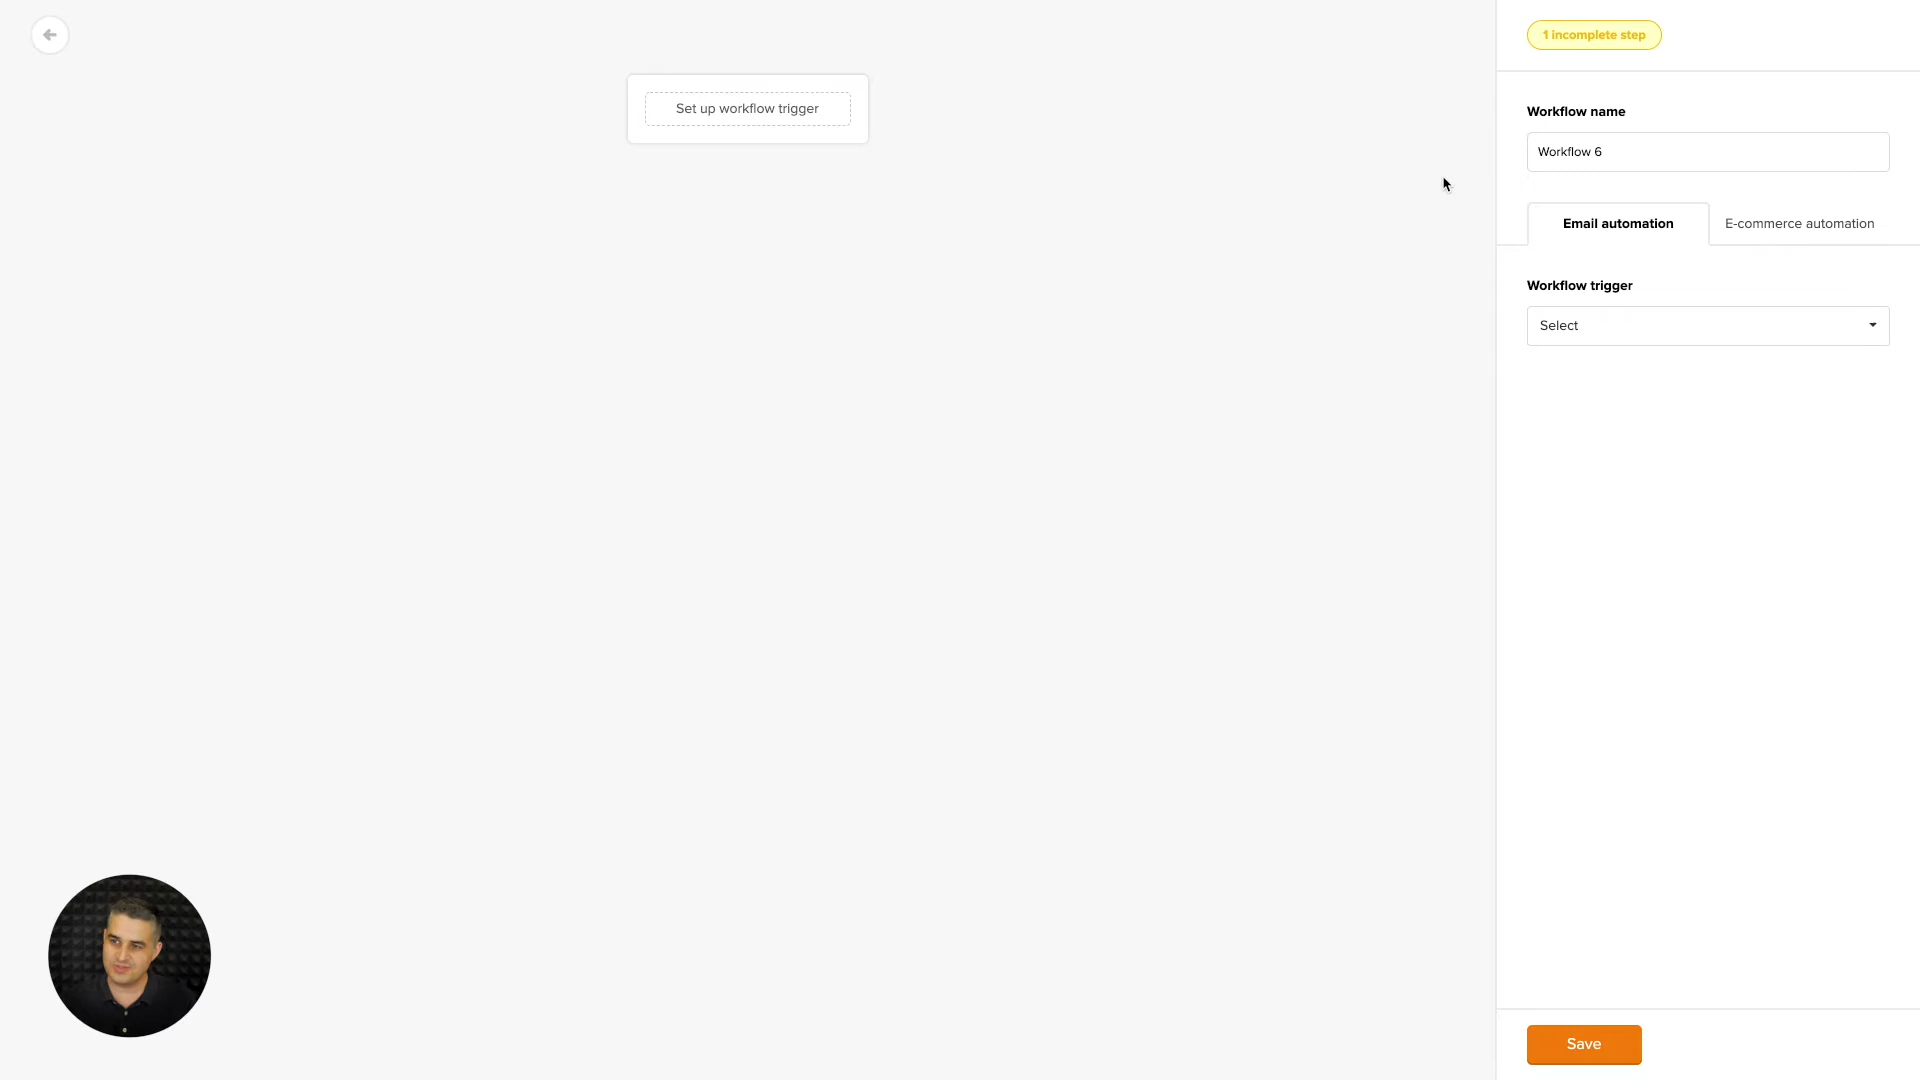 1 incomplete step
Set up workflow trigger
Workflow name
Workflow 6
Email automation
E-commerce automation
Workflow trigger
Select
Save